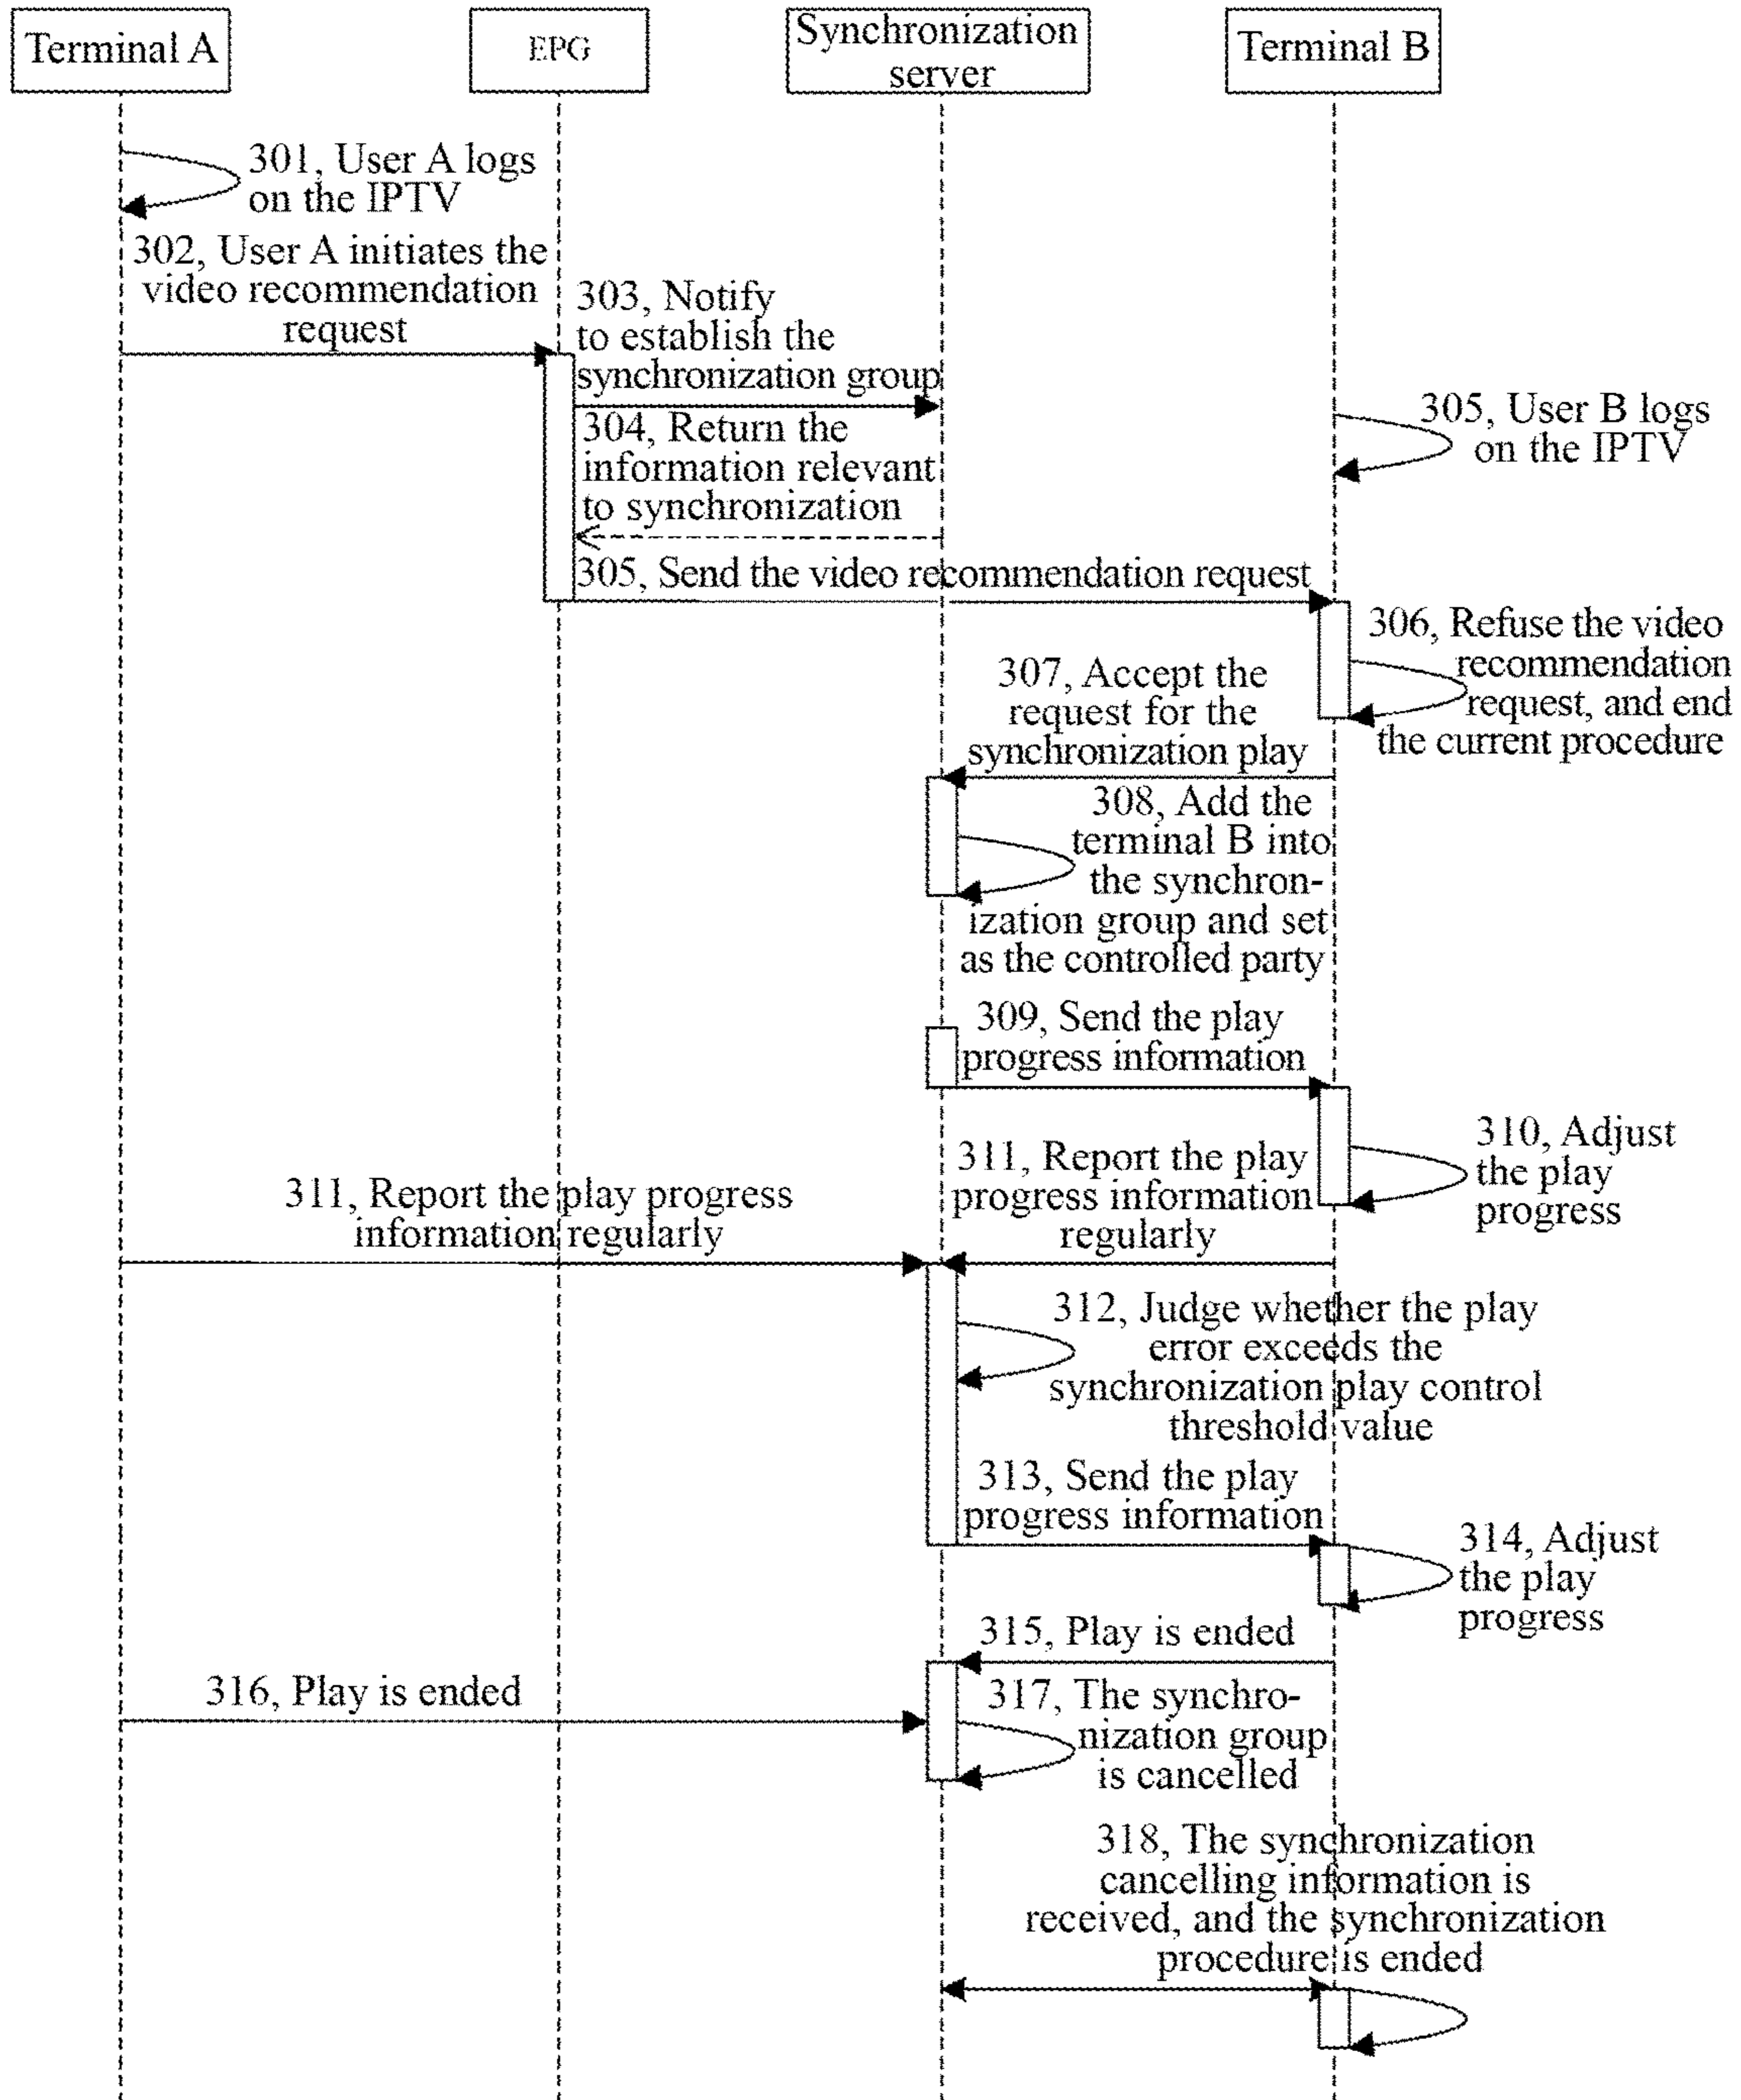 Terminal A
EPG
Synchronization
server
Terminal B
301, User A logs
on the IPTV
302, User A initiates the
video recommendation
request
303, Notify
to establish the
synchronization group
304, Return the
information relevant
to synchronization
305, User B logs
on the IPTV
305, Send the video recommendation request
306, Refuse the video
recommendation
request, and end
the current procedure
307, Accept the
request for the
synchronization play
308, Add the
terminal B into
the synchron-
ization group and set
as the controlled party
309, Send the play
progress information
310, Adjust
the play
progress
311, Report the play progress
information regularly
311, Report the play
progress information
regularly
312, Judge whether the play
error exceeds the
synchronization play control
threshold value
313, Send the play
progress information
314, Adjust
the play
progress
315, Play is ended
316, Play is ended
317, The synchro-
nization group
is cancelled
318, The synchronization
cancelling information is
received, and the synchronization
procedure is ended